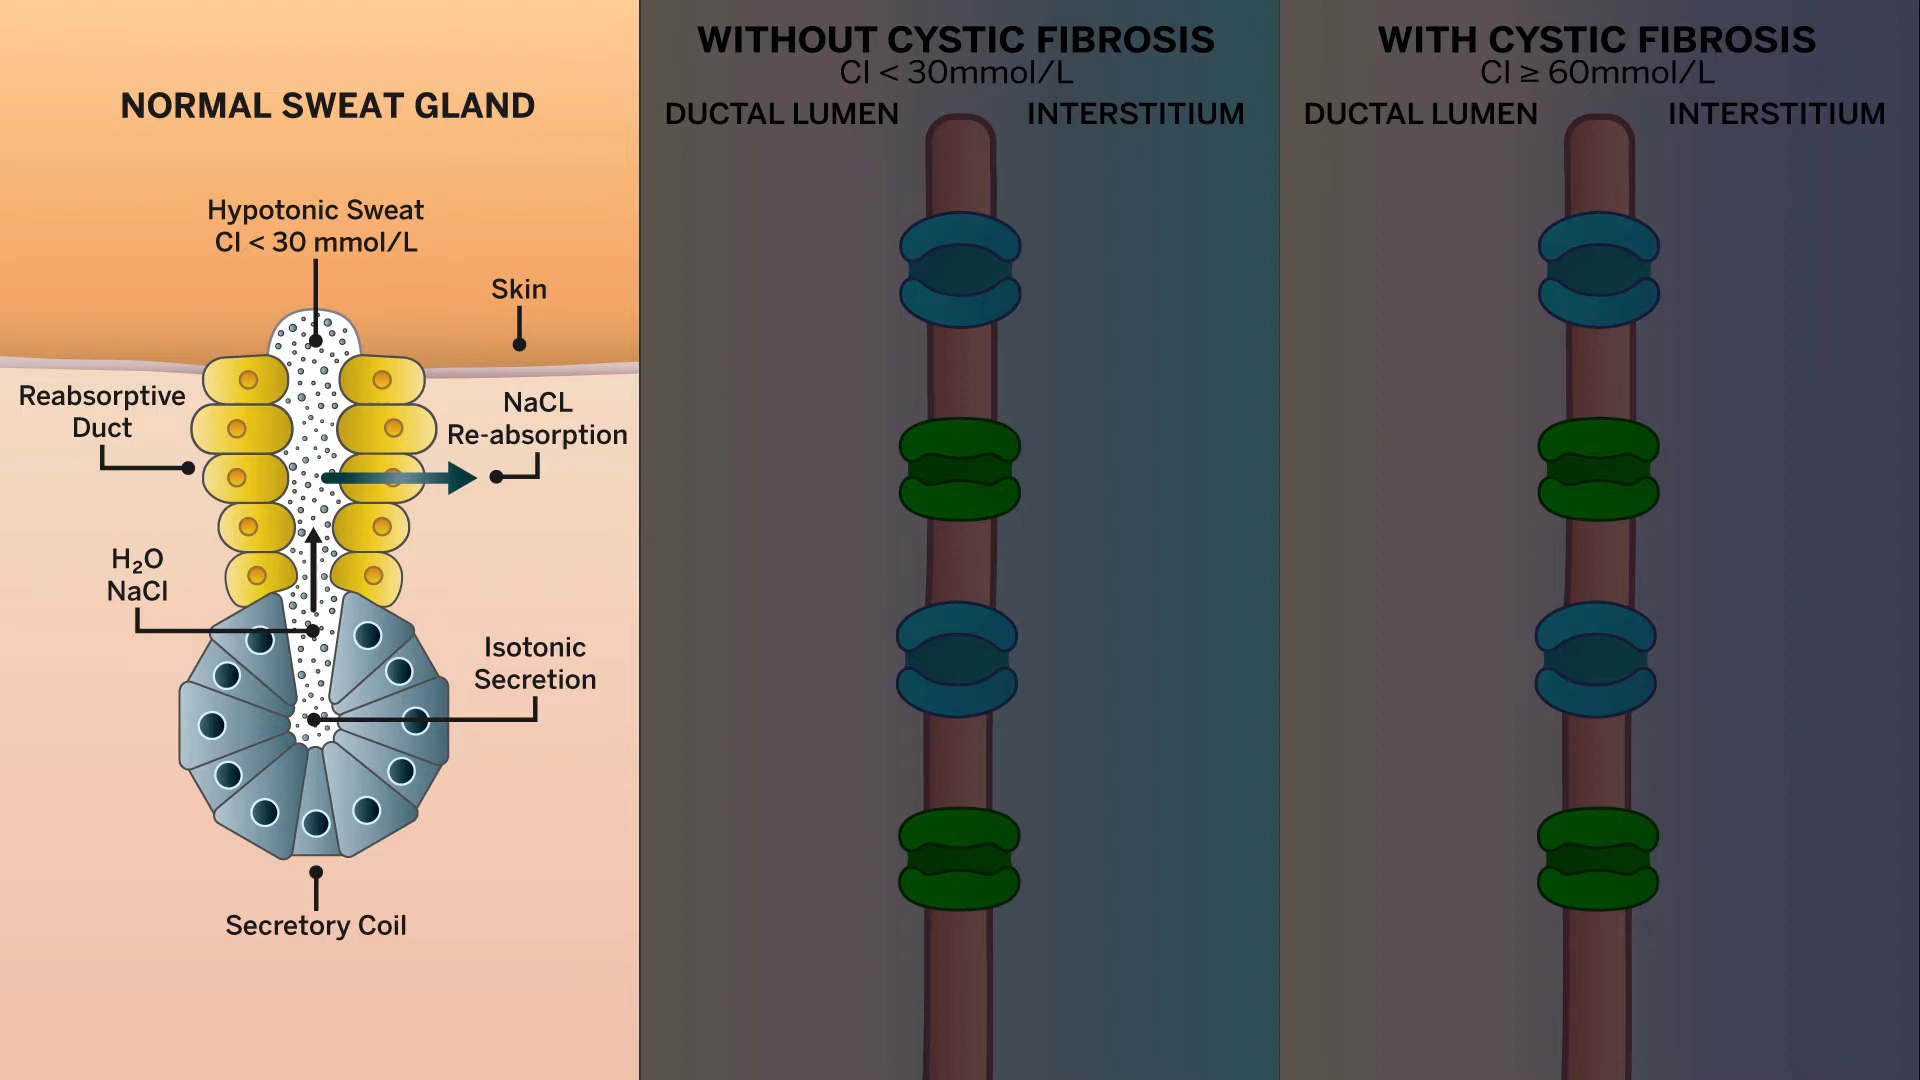 NORMAL SWEAT GLAND
Hypotonic Sweat
Cl < 30 mmol/L
Skin
Reabsorptive
Duct
NaCL
Re-absorption
H₂O
NaCl
Isotonic
Secretion
Secretory Coil
WITHOUT CYSTIC FIBROSIS
Cl < 30mmol/L
DUCTAL LUMEN
INTERSTITIUM
WITH CYSTIC FIBROSIS
Cl ≥ 60mmol/L
DUCTAL LUMEN
INTERSTITIUM